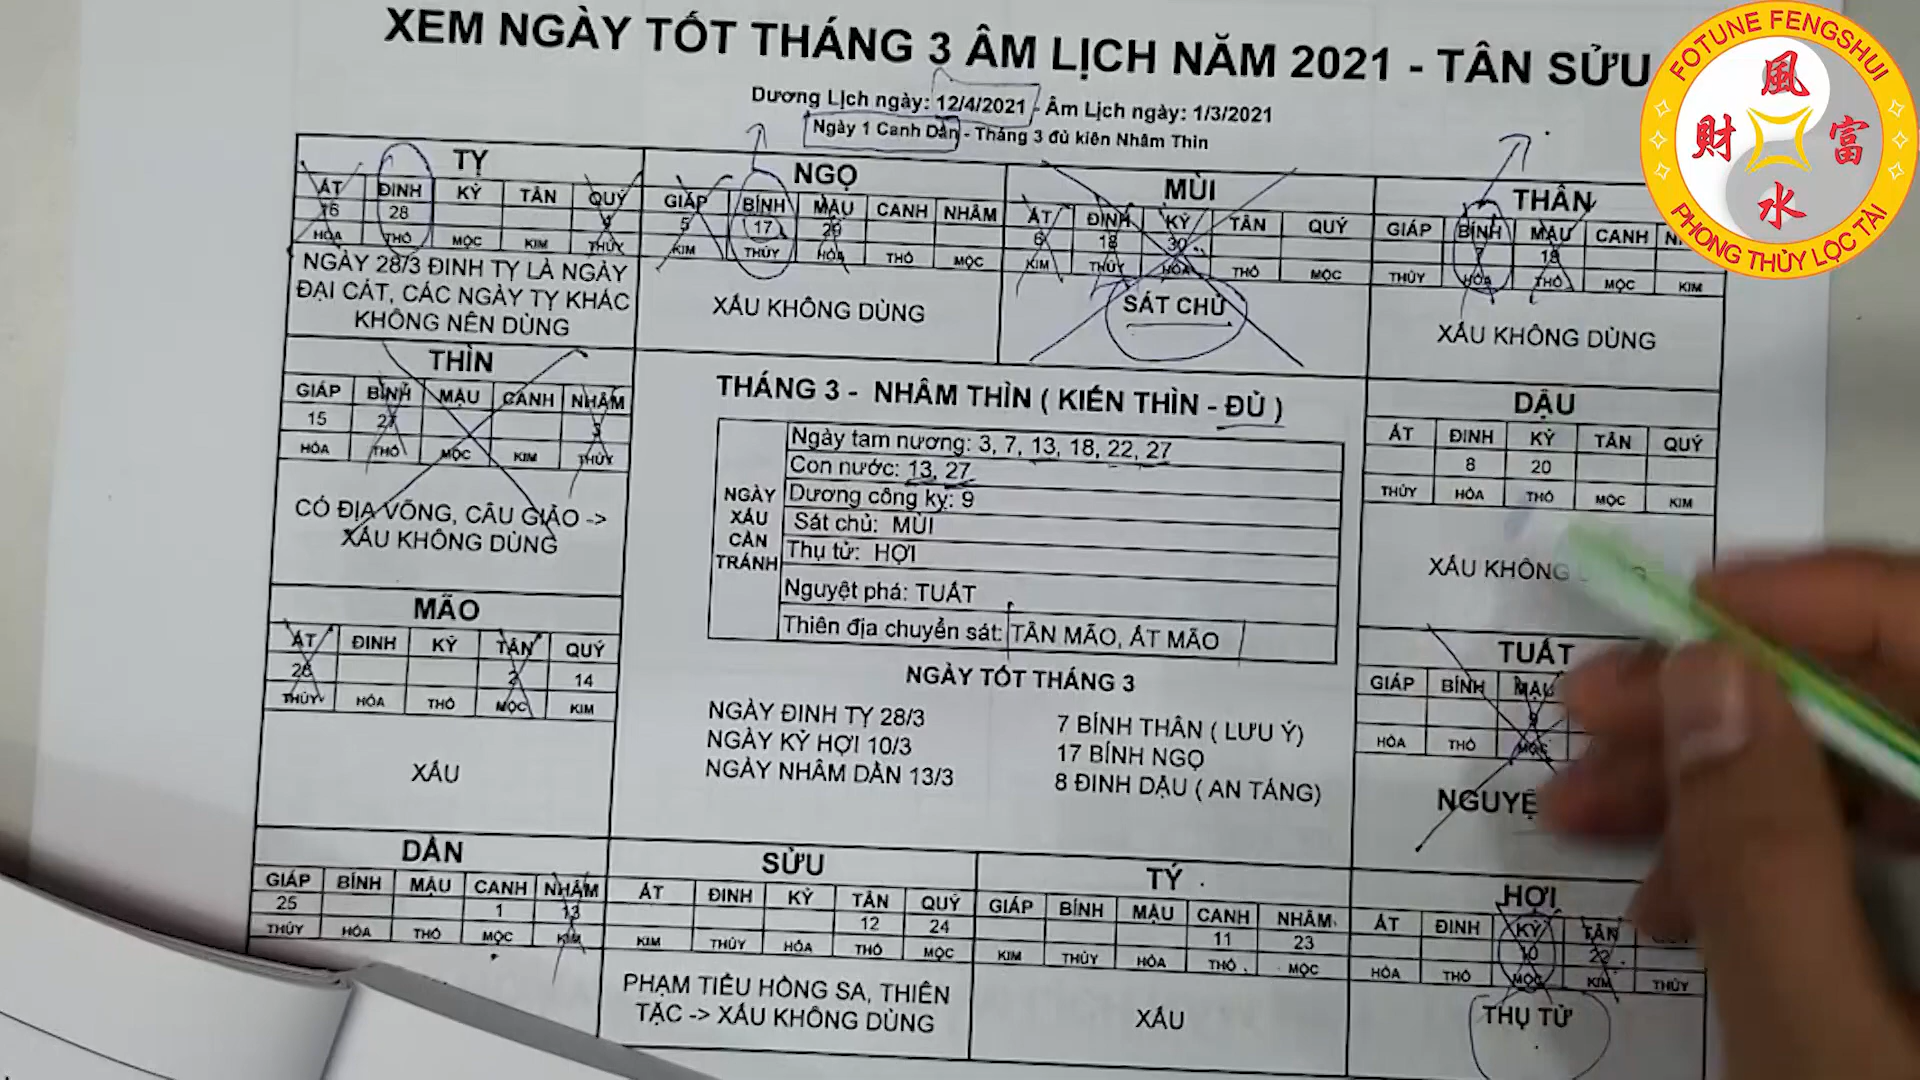 XEM NGÀY TỐT THÁNG 3 ÂM LỊCH NĂM 2021 - TÂN SỬU
Dương Lịch ngày: 12/4/2021 - Âm Lịch ngày: 1/3/2021
Ngày 1 Canh Dần - Tháng 3 đủ kiên Nhâm Thìn
FOTUNE FENGSHUI
風
財 富
水
PHONG THỦY LỘC TÀI
TỴ
ẤT ĐINH KỶ TÂN QUÝ
16 28 4
HỎA THỔ MỘC KIM THỦY
NGÀY 28/3 ĐINH TỴ LÀ NGÀY
ĐẠI CÁT, CÁC NGÀY TỴ KHÁC
KHÔNG NÊN DÙNG
NGỌ
GIÁP BÍNH MẬU CANH NHÂM
5 17 29
KIM THỦY HỎA THỔ MỘC
XẤU KHÔNG DÙNG
MÙI
ẤT ĐINH KỶ TÂN QUÝ
6 18 30
KIM THỦY HỎA THỔ MỘC
SÁT CHỦ
THÂN
GIÁP BÍNH MẬU CANH
7 19
THỦY HỎA THỔ MỘC KIM
XẤU KHÔNG DÙNG
THÌN
GIÁP BÍNH MẬU CANH NHÂM
15 27 3
HỎA THỔ MỘC KIM THỦY
CÓ ĐỊA VÕNG, CÂU GIẢO ->
XẤU KHÔNG DÙNG
THÁNG 3 - NHÂM THÌN ( KIẾN THÌN - ĐỦ )
NGÀY
XẤU
CẦN
TRÁNH
Ngày tam nương: 3, 7, 13, 18, 22, 27
Con nước: 13, 27
Dương công kỵ: 9
Sát chủ: MÙI
Thụ tử: HỢI
Nguyệt phá: TUẤT
Thiên địa chuyển sát: TÂN MÃO, ẤT MÃO
NGÀY TỐT THÁNG 3
NGÀY ĐINH TỴ 28/3
NGÀY KỶ HỢI 10/3
NGÀY NHÂM DẦN 13/3
7 BÍNH THÂN ( LƯU Ý)
17 BÍNH NGỌ
8 ĐINH DẬU ( AN TÁNG)
DẬU
ẤT ĐINH KỶ TÂN QUÝ
8 20
THỦY HỎA THỔ MỘC KIM
XẤU KHÔNG
MÃO
ẤT ĐINH KỶ TÂN QUÝ
26 2 14
THỦY HỎA THỔ MỘC KIM
XẤU
TUẤT
GIÁP BÍNH MẬU
9
HỎA THỔ MỘC
DẦN
GIÁP BÍNH MẬU CANH NHÂM
25 1 13
THỦY HỎA THỔ MỘC KIM
SỬU
ẤT ĐINH KỶ TÂN QUÝ
12 24
KIM THỦY HỎA THỔ MỘC
PHẠM TIỂU HỒNG SA, THIÊN
TẶC -> XẤU KHÔNG DÙNG
TÝ
GIÁP BÍNH MẬU CANH NHÂM
11 23
KIM THỦY HỎA THỔ MỘC
XẤU
HỢI
ẤT ĐINH KỶ TÂN QUÝ
10 22
HỎA THỔ MỘC KIM THỦY
THỤ TỬ